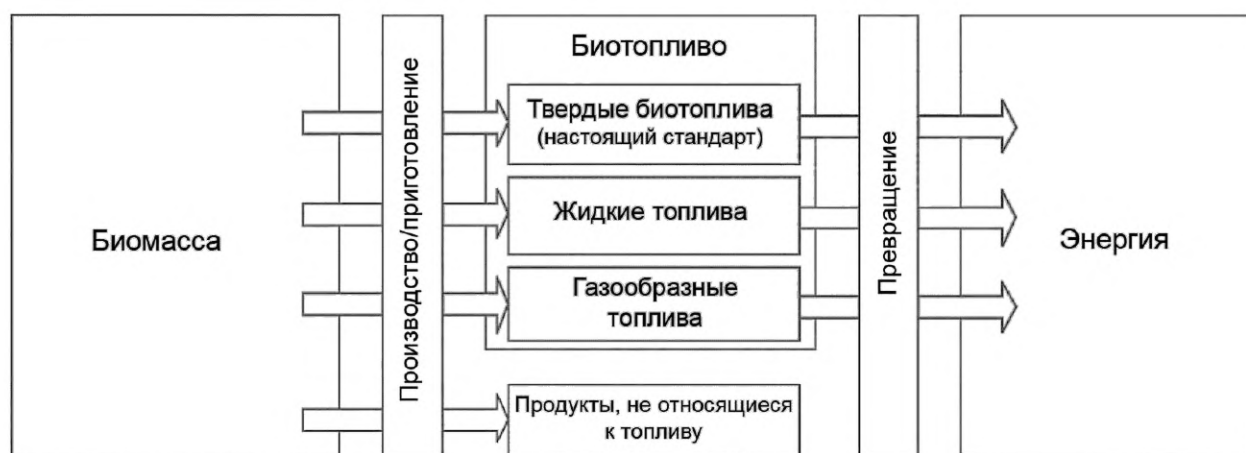 Биомасса
Производство/приготовление
Биотопливо
Твердые биотоплива
(настоящий стандарт)
Жидкие топлива
Газообразные
топлива
Продукты, не относящиеся
к топливу
Превращение
Энергия